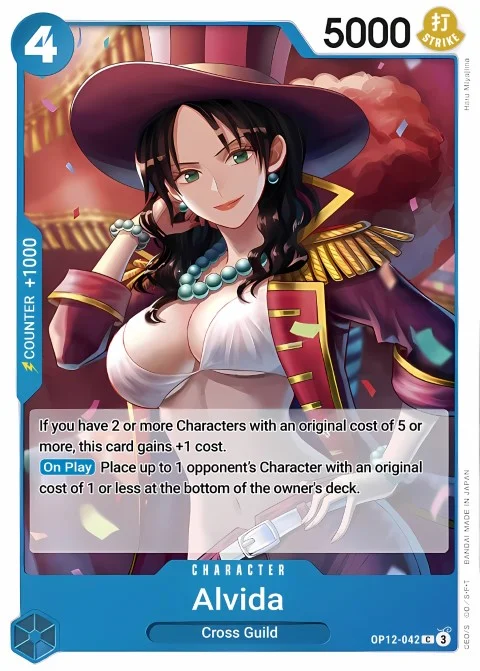 4
5000
打
STRIKE
Haru Miyajima
COUNTER +1000
If you have 2 or more Characters with an original cost of 5 or
more, this card gains +1 cost.
On Play Place up to 1 opponent's Character with an original
cost of 1 or less at the bottom of the owner's deck.
CHARACTER
Alvida
Cross Guild
OP12-042 C 3
©EO/S ©O/S·F·T BANDAI MADE IN JAPAN